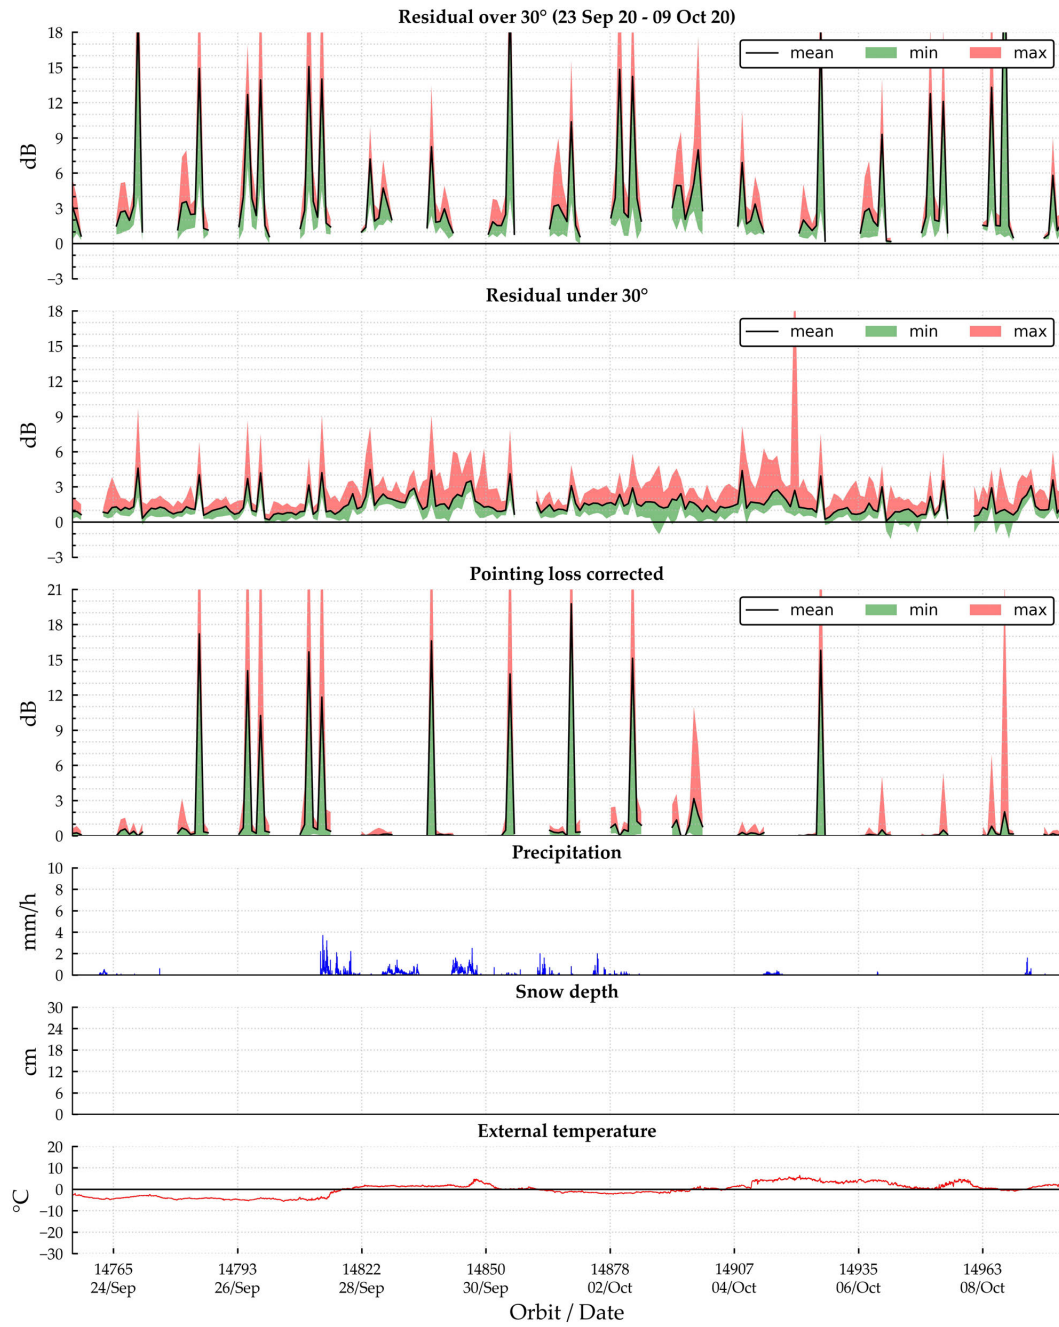 Residual over 30° (23 Sep 20 - 09 Oct 20)
18
15
12
9
6
3
0
−3
dB
mean min max
Residual under 30°
18
15
12
9
6
3
0
−3
dB
mean min max
Pointing loss corrected
21
18
15
12
9
6
3
0
dB
mean min max
Precipitation
10
8
6
4
2
0
mm/h
Snow depth
30
24
18
12
6
0
cm
External temperature
20
10
0
−10
−20
−30
°C
14765 14793 14822 14850 14878 14907 14935 14963
24/Sep 26/Sep 28/Sep 30/Sep 02/Oct 04/Oct 06/Oct 08/Oct
Orbit / Date